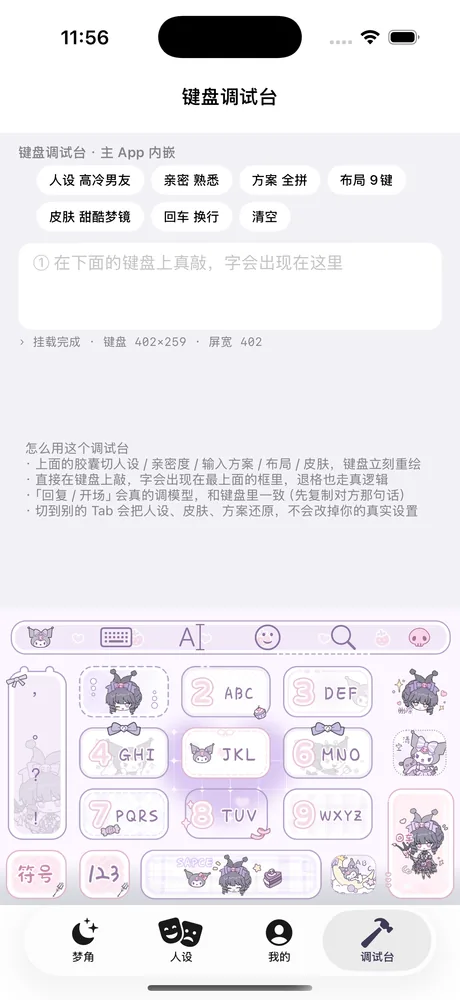 11:56
键盘调试台
键盘调试台 · 主 App 内嵌
人设 高冷男友
亲密 熟悉
方案 全拼
布局 9键
皮肤 甜酷梦镜
回车 换行
清空
① 在下面的键盘上真敲，字会出现在这里
› 挂载完成 · 键盘 402×259 · 屏宽 402
怎么用这个调试台
· 上面的胶囊切人设 / 亲密度 / 输入方案 / 布局 / 皮肤，键盘立刻重绘
· 直接在键盘上敲，字会出现在最上面的框里，退格也走真逻辑
· 「回复 / 开场」会真的调模型，和键盘里一致（先复制对方那句话）
· 切到别的 Tab 会把人设、皮肤、方案还原，不会改掉你的真实设置
A
，
。
?
!
2 ABC
3 DEF
4 GHI
JKL
6 MNO
7 PQRS
8 TUV
9 WXYZ
清空
符号
123
SAPCE
梦角
人设
我的
调试台